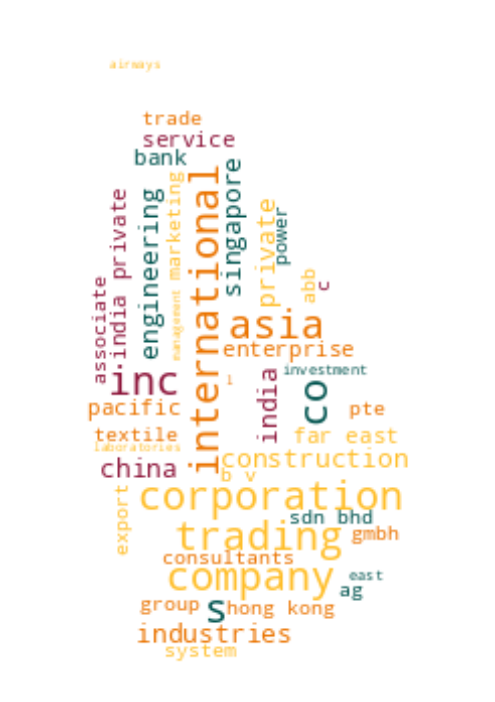 airways
trade
service
bank
international
singapore
marketing
engineering
india private
private
power
associate
management
abb
c
asia
enterprise
investment
inc
l
india
co
pacific
pte
textile
far east
laboratories
construction
china
b v
corporation
export
sdn bhd
trading
gmbh
consultants
company
east
ag
group
s
hong kong
industries
system